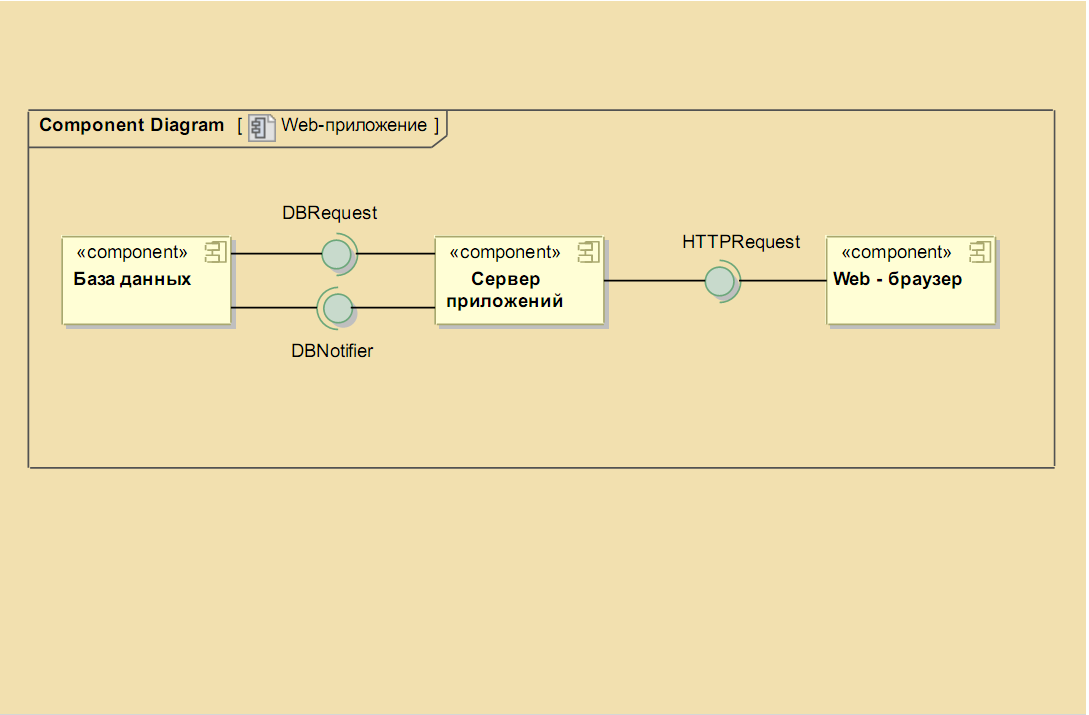 Component Diagram [ Web-приложение ]
DBRequest
HTTPRequest
«component»
База данных
«component»
Сервер
приложений
«component»
Web - браузер
DBNotifier